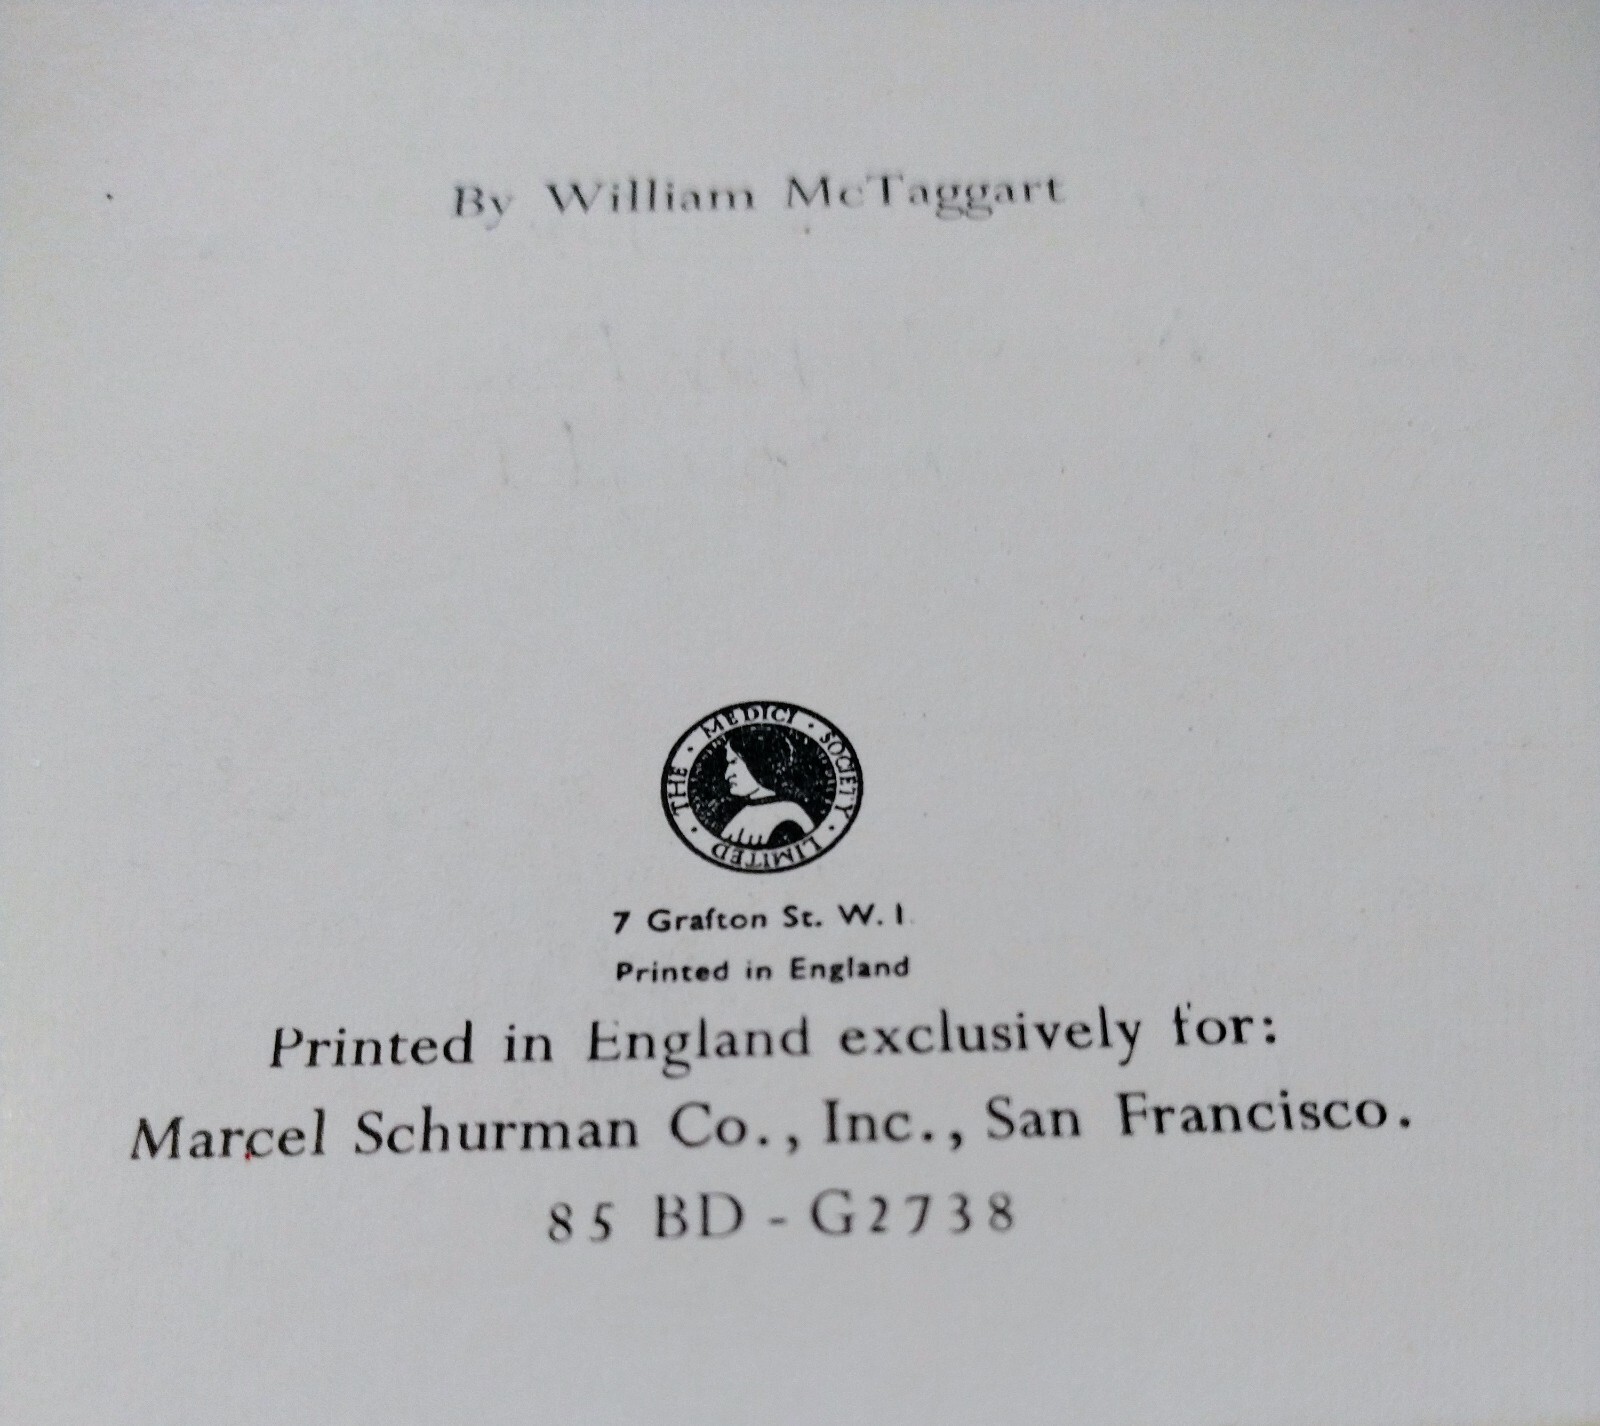 By William McTaggart
THE · MEDICI · SOCIETY · LIMITED ·
7 Grafton St. W. 1
Printed in England
Printed in England exclusively for:
Marcel Schurman Co., Inc., San Francisco.
85 BD - G2738